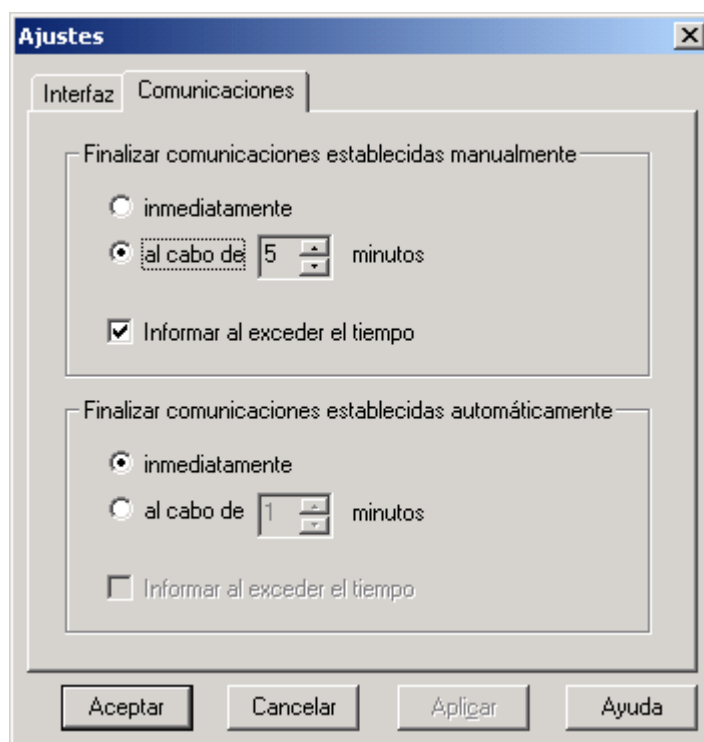 Ajustes
Interfaz Comunicaciones
Finalizar comunicaciones establecidas manualmente
inmediatamente
al cabo de 5 minutos
Informar al exceder el tiempo
Finalizar comunicaciones establecidas automáticamente
inmediatamente
al cabo de 1 minutos
Informar al exceder el tiempo
Aceptar Cancelar Aplicar Ayuda